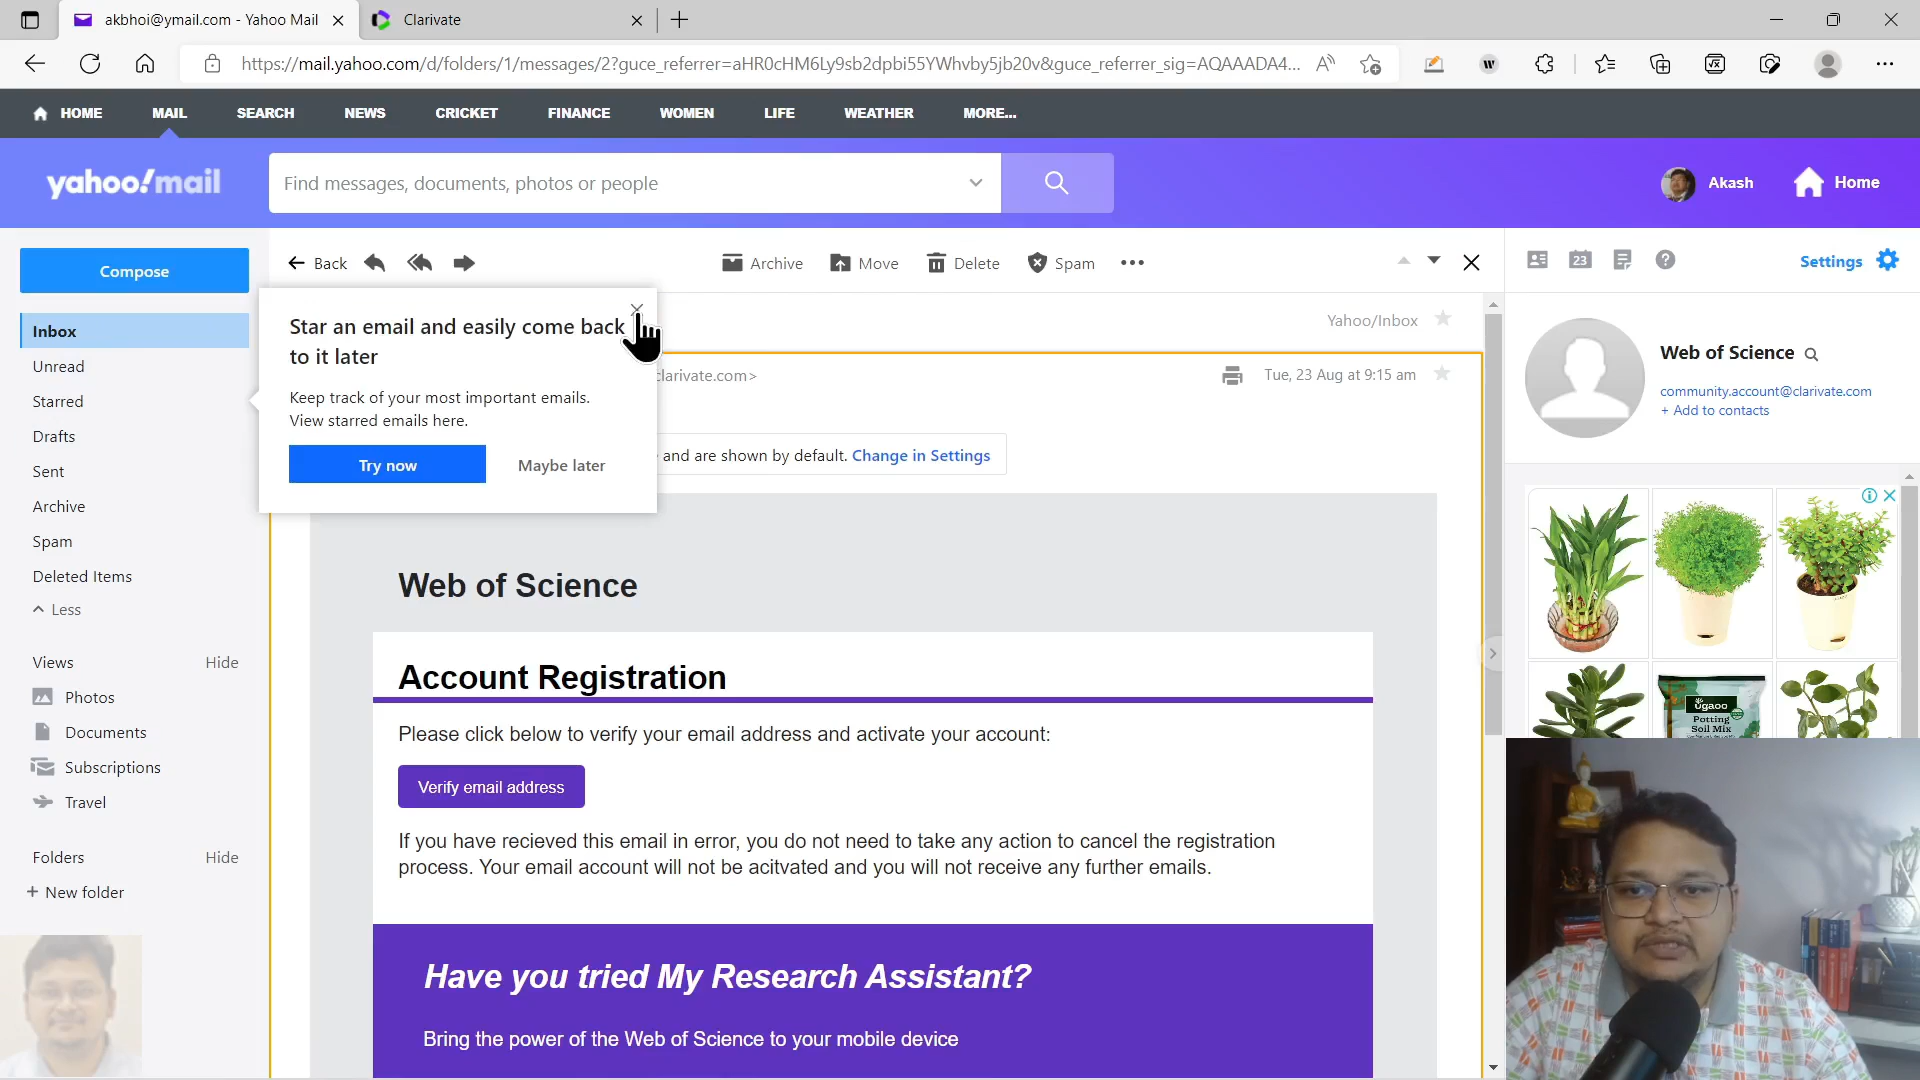 akbhoi@ymail.com - Yahoo Mail
Clarivate
https://mail.yahoo.com/d/folders/1/messages/2?guce_referrer=aHR0cHM6Ly9sb2dpbi55YWhvby5jb20v&guce_referrer_sig=AQAAADA4...
HOME MAIL SEARCH NEWS CRICKET FINANCE WOMEN LIFE WEATHER MORE...
yahoo!mail
Find messages, documents, photos or people
Akash
Home
Compose
Back
Archive Move Delete Spam •••
23
Settings
Inbox
Unread
Starred
Drafts
Sent
Archive
Spam
Deleted Items
Less
Views Hide
Photos
Documents
Subscriptions
Travel
Folders Hide
+ New folder
Star an email and easily come back
to it later
Keep track of your most important emails.
View starred emails here.
Try now
Maybe later
Yahoo/Inbox
clarivate.com>
Tue, 23 Aug at 9:15 am
and are shown by default. Change in Settings
Web of Science
Account Registration
Please click below to verify your email address and activate your account:
Verify email address
If you have recieved this email in error, you do not need to take any action to cancel the registration
process. Your email account will not be acitvated and you will not receive any further emails.
Have you tried My Research Assistant?
Bring the power of the Web of Science to your mobile device
Web of Science
community.account@clarivate.com
+ Add to contacts
ugaoo
Potting
Soil Mix